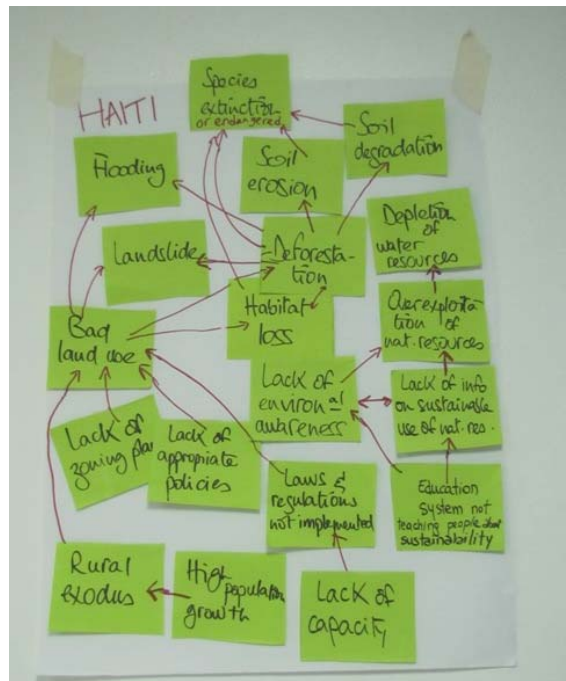 HAITI
Species
extinction
or endangered
Flooding
Soil
erosion
Soil
degradation
Landslide
Deforesta-
tion
Depletion
of
water
resources
Bad
land use
Habitat
loss
Overexploita
tion of
nat. resources
Lack of
environ al
awareness
Lack of info
on sustainable
use of nat. res.
Lack of
zoning plan
Lack of
appropriate
policies
Laws &
regulations
not implemented
Education
system not
teaching people about
sustainability
Rural
exodus
High
population
growth
Lack of
capacity